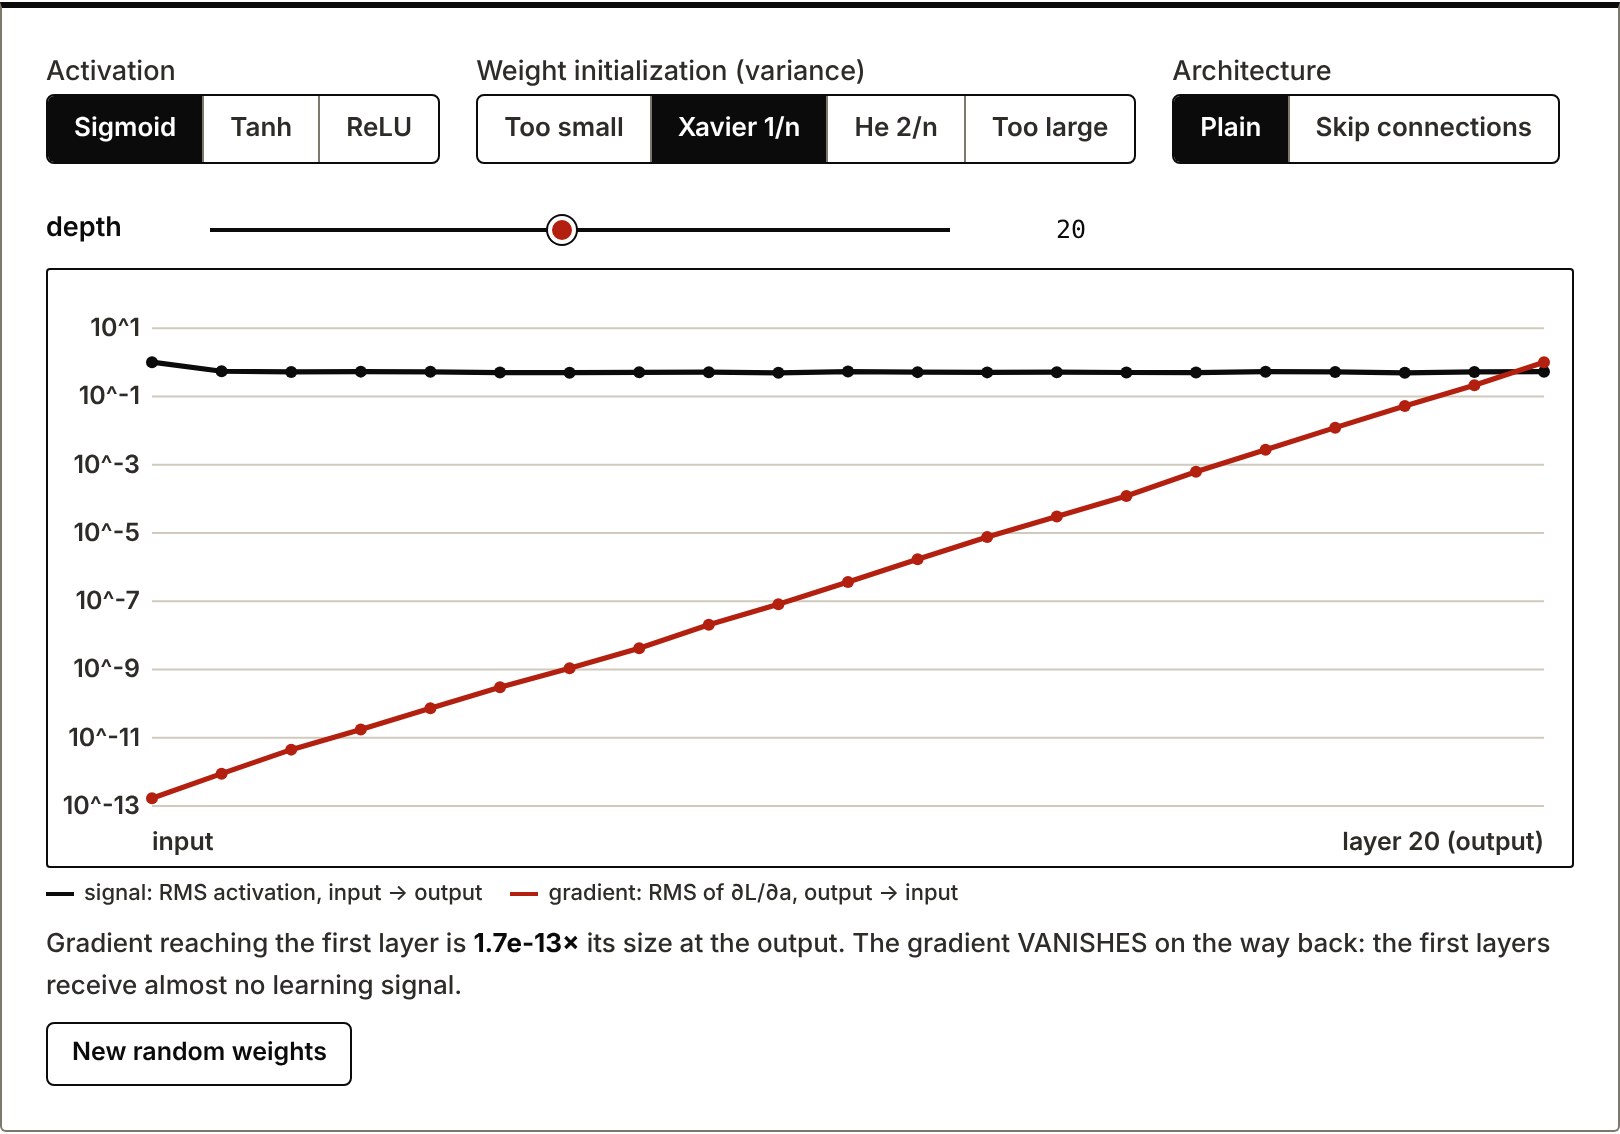 Activation
Weight initialization (variance)
Architecture
Sigmoid Tanh ReLU
Too small Xavier 1/n He 2/n Too large
Plain Skip connections
depth 20
10^1
10^-1
10^-3
10^-5
10^-7
10^-9
10^-11
10^-13
input layer 20 (output)
signal: RMS activation, input → output gradient: RMS of ∂L/∂a, output → input
Gradient reaching the first layer is 1.7e-13× its size at the output. The gradient VANISHES on the way back: the first layers
receive almost no learning signal.
New random weights